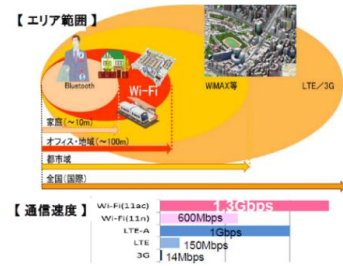 【 エリア範囲 】
Bluetooth
Wi-Fi
WiMAX等
LTE/3G
家庭(～10m)
オフィス・地域(～100m)
都市域
全国(国際)
【 通信速度 】
Wi-Fi(11ac) 1.3Gbps
Wi-Fi(11n) 600Mbps
LTE-A 1Gbps
LTE 150Mbps
3G 14Mbps